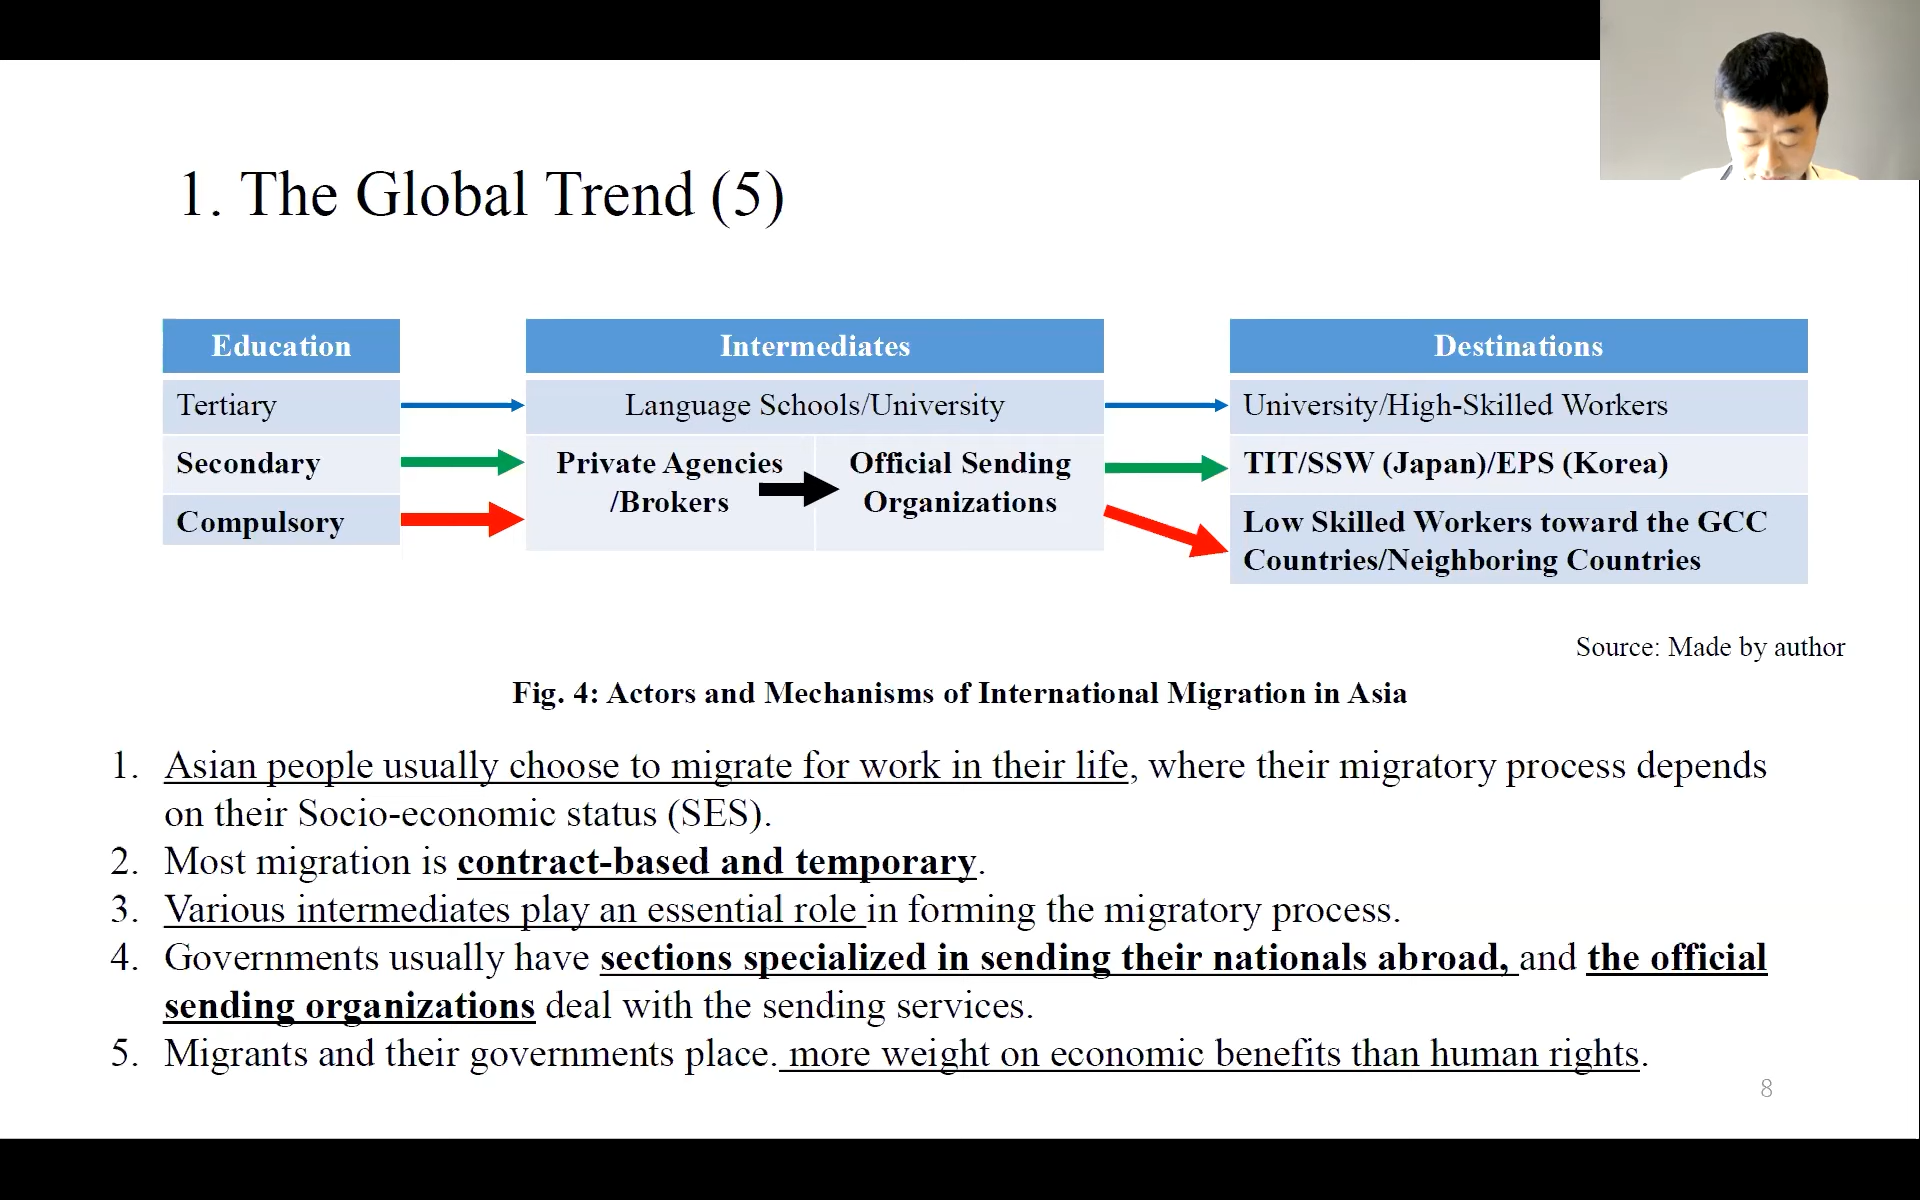 1. The Global Trend (5)
Education
Intermediates
Destinations
Tertiary
Language Schools/University
University/High-Skilled Workers
Secondary
Private Agencies
/Brokers
Official Sending
Organizations
TIT/SSW (Japan)/EPS (Korea)
Compulsory
Low Skilled Workers toward the GCC
Countries/Neighboring Countries
Source: Made by author
Fig. 4: Actors and Mechanisms of International Migration in Asia
1. Asian people usually choose to migrate for work in their life, where their migratory process depends
on their Socio-economic status (SES).
2. Most migration is contract-based and temporary.
3. Various intermediates play an essential role in forming the migratory process.
4. Governments usually have sections specialized in sending their nationals abroad, and the official
sending organizations deal with the sending services.
5. Migrants and their governments place. more weight on economic benefits than human rights.
8